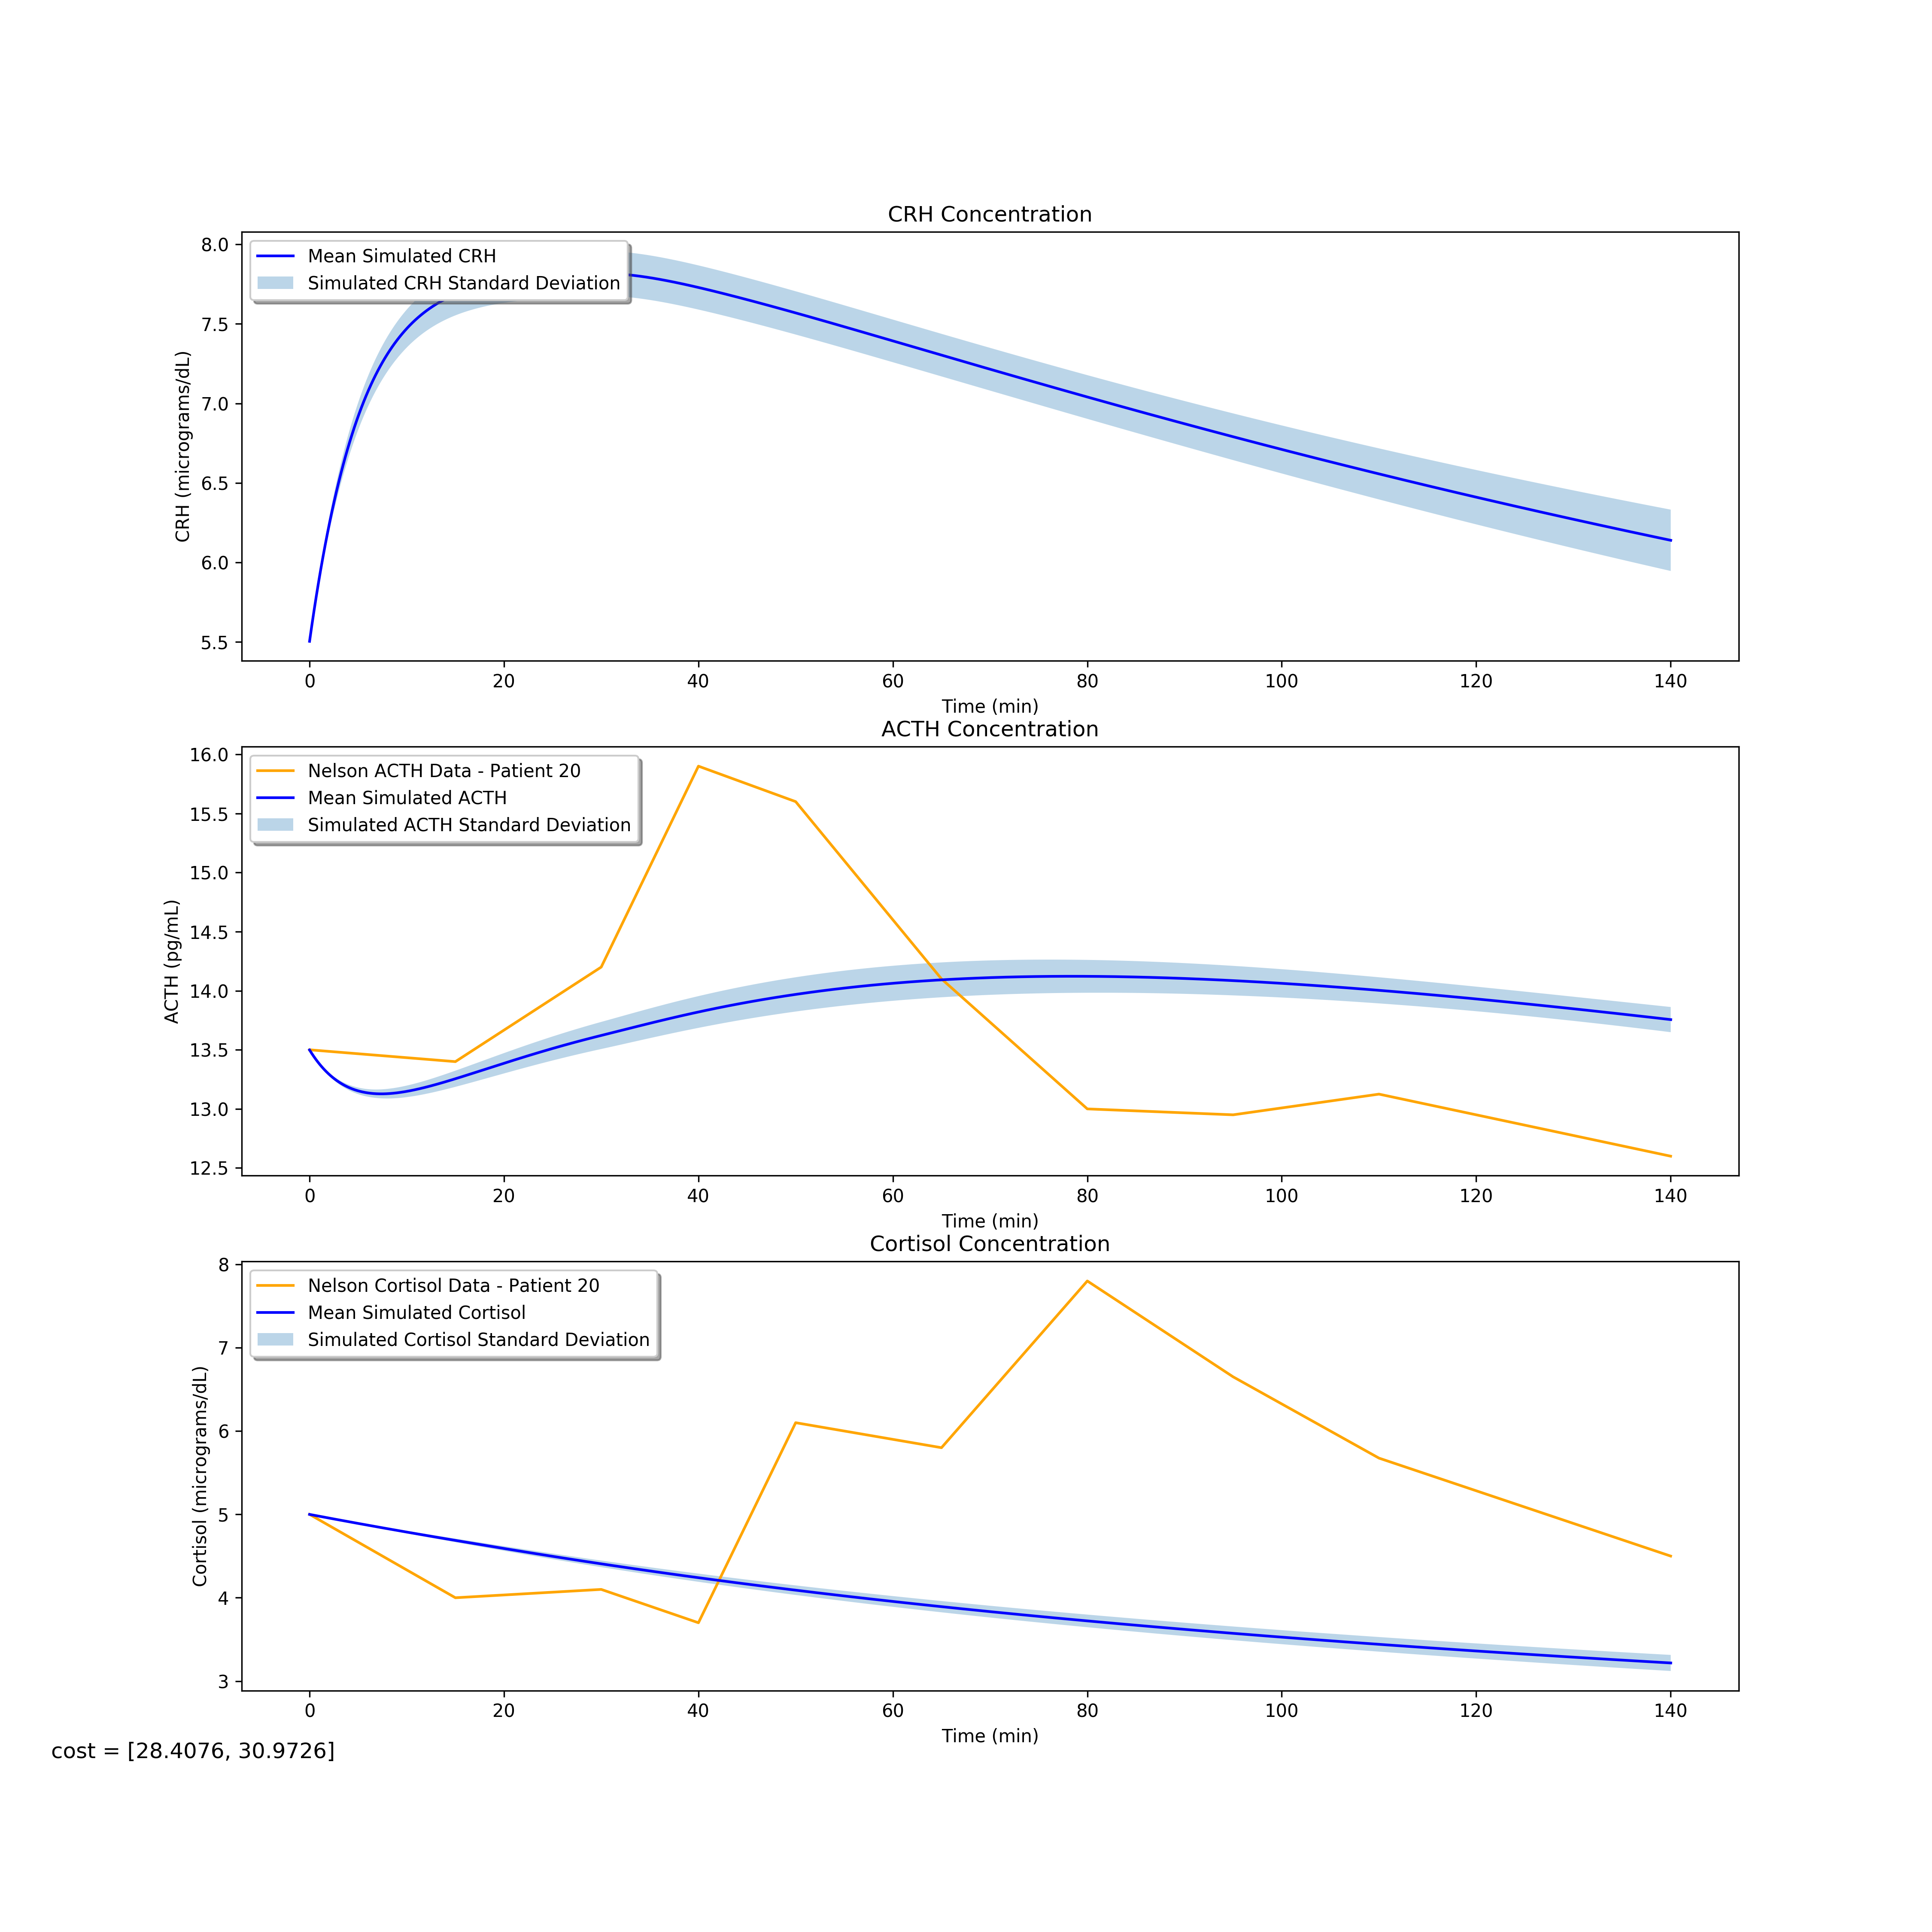 CRH Concentration
8.0
7.5
7.0
6.5
6.0
5.5
CRH (micrograms/dL)
Mean Simulated CRH
Simulated CRH Standard Deviation
0 20 40 60 80 100 120 140
Time (min)
ACTH Concentration
16.0
15.5
15.0
14.5
14.0
13.5
13.0
12.5
ACTH (pg/mL)
Nelson ACTH Data - Patient 20
Mean Simulated ACTH
Simulated ACTH Standard Deviation
0 20 40 60 80 100 120 140
Time (min)
Cortisol Concentration
8
7
6
5
4
3
Cortisol (micrograms/dL)
Nelson Cortisol Data - Patient 20
Mean Simulated Cortisol
Simulated Cortisol Standard Deviation
0 20 40 60 80 100 120 140
Time (min)
cost = [28.4076, 30.9726]